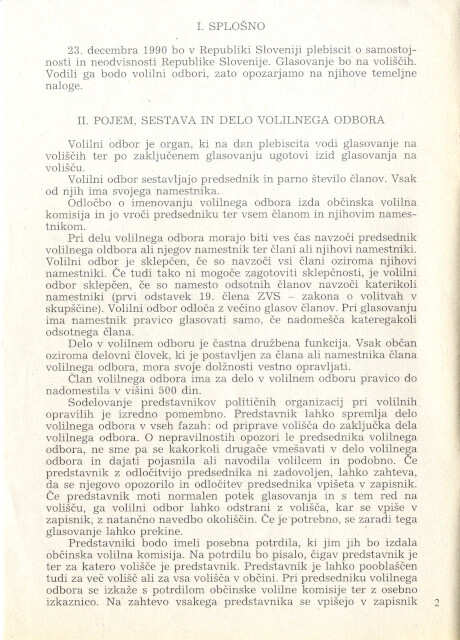 I. SPLOŠNO
23. decembra 1990 bo v Republiki Sloveniji plebiscit o samostoj-
nosti in neodvisnosti Republike Slovenije. Glasovanje bo na voliščih.
Vodili ga bodo volilni odbori, zato opozarjamo na njihove temeljne
naloge.
II. POJEM, SESTAVA IN DELO VOLILNEGA ODBORA
Volilni odbor je organ, ki na dan plebiscita vodi glasovanje na
voliščih ter po zaključenem glasovanju ugotovi izid glasovanja na
volišču.
Volilni odbor sestavljajo predsednik in parno število članov. Vsak
od njih ima svojega namestnika.
Odločbo o imenovanju volilnega odbora izda občinska volilna
komisija in jo vroči predsedniku ter vsem članom in njihovim names-
tnikom.
Pri delu volilnega odbora morajo biti ves čas navzoči predsednik
volilnega oldbora ali njegov namestnik ter člani ali njihovi namestniki.
Volilni odbor je sklepčen, če so navzoči vsi člani oziroma njihovi
namestniki. Če tudi tako ni mogoče zagotoviti sklepčnosti, je volilni
odbor sklepčen, če so namesto odsotnih članov navzoči katerikoli
namestniki (prvi odstavek 19. člena ZVS – zakona o volitvah v
skupščine). Volilni odbor odloča z večino glasov članov. Pri glasovanju
ima namestnik pravico glasovati samo, če nadomešča kateregakoli
odsotnega člana.
Delo v volilnem odboru je častna družbena funkcija. Vsak občan
oziroma delovni človek, ki je postavljen za člana ali namestnika člana
volilnega odbora, mora svoje dolžnosti vestno opravljati.
Član volilnega odbora ima za delo v volilnem odboru pravico do
nadomestila v višini 500 din.
Sodelovanje predstavnikov političnih organizacij pri volilnih
opravilih je izredno pomembno. Predstavnik lahko spremlja delo
volilnega odbora v vseh fazah: od priprave volišča do zaključka dela
volilnega odbora. O nepravilnostih opozori le predsednika volilnega
odbora, ne sme pa se kakorkoli drugače vmešavati v delo volilnega
odbora in dajati pojasnila ali navodila volilcem in podobno. Če
predstavnik z odločitvijo predsednika ni zadovoljen, lahko zahteva,
da se njegovo opozorilo in odločitev predsednika vpišeta v zapisnik.
Če predstavnik moti normalen potek glasovanja in s tem red na
volišču, ga volilni odbor lahko odstrani z volišča, kar se vpiše v
zapisnik, z natančno navedbo okoliščin. Če je potrebno, se zaradi tega
glasovanje lahko prekine.
Predstavniki bodo imeli posebna potrdila, ki jim jih bo izdala
občinska volilna komisija. Na potrdilu bo pisalo, čigav predstavnik je
ter za katero volišče je predstavnik. Predstavnik je lahko pooblaščen
tudi za več volišč ali za vsa volišča v občini. Pri predsedniku volilnega
odbora se izkaže s potrdilom občinske volilne komisije ter z osebno
izkaznico. Na zahtevo vsakega predstavnika se vpišejo v zapisnik
2